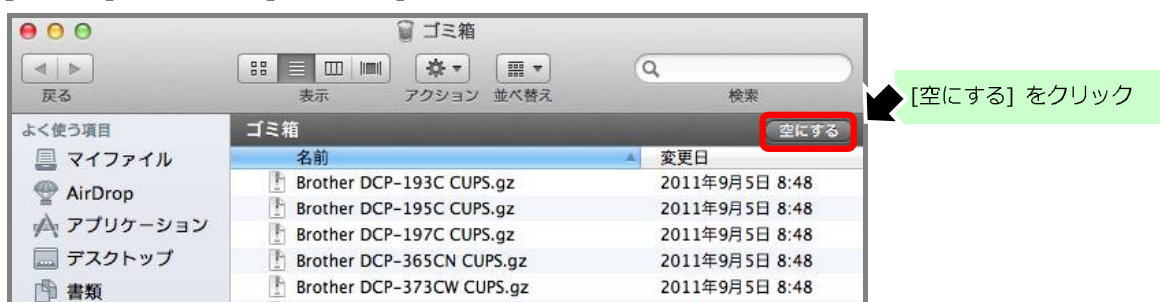 ゴミ箱
戻る
表示
アクション
並べ替え
検索
[空にする] をクリック
よく使う項目
マイファイル
AirDrop
アプリケーション
デスクトップ
書類
ゴミ箱
空にする
名前
変更日
Brother DCP-193C CUPS.gz
2011年9月5日 8:48
Brother DCP-195C CUPS.gz
2011年9月5日 8:48
Brother DCP-197C CUPS.gz
2011年9月5日 8:48
Brother DCP-365CN CUPS.gz
2011年9月5日 8:48
Brother DCP-373CW CUPS.gz
2011年9月5日 8:48